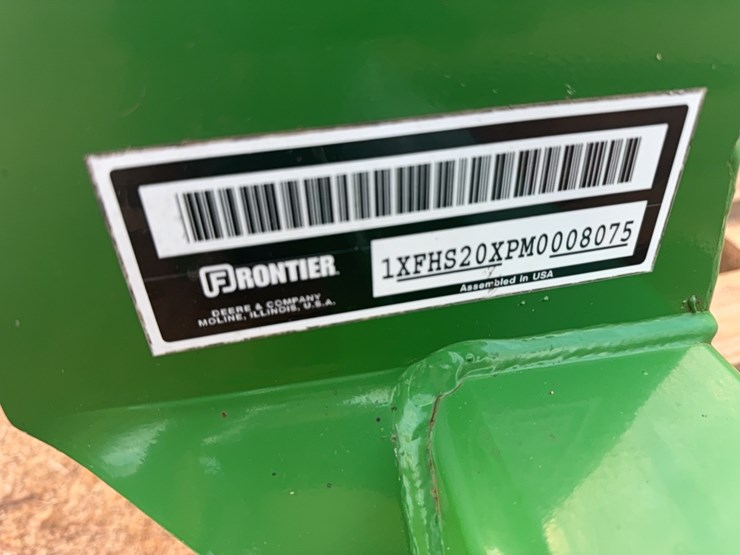 FRONTIER
DEERE & COMPANY
MOLINE, ILLINOIS, U.S.A.
1XFHS20XPM0008075
Assembled in USA